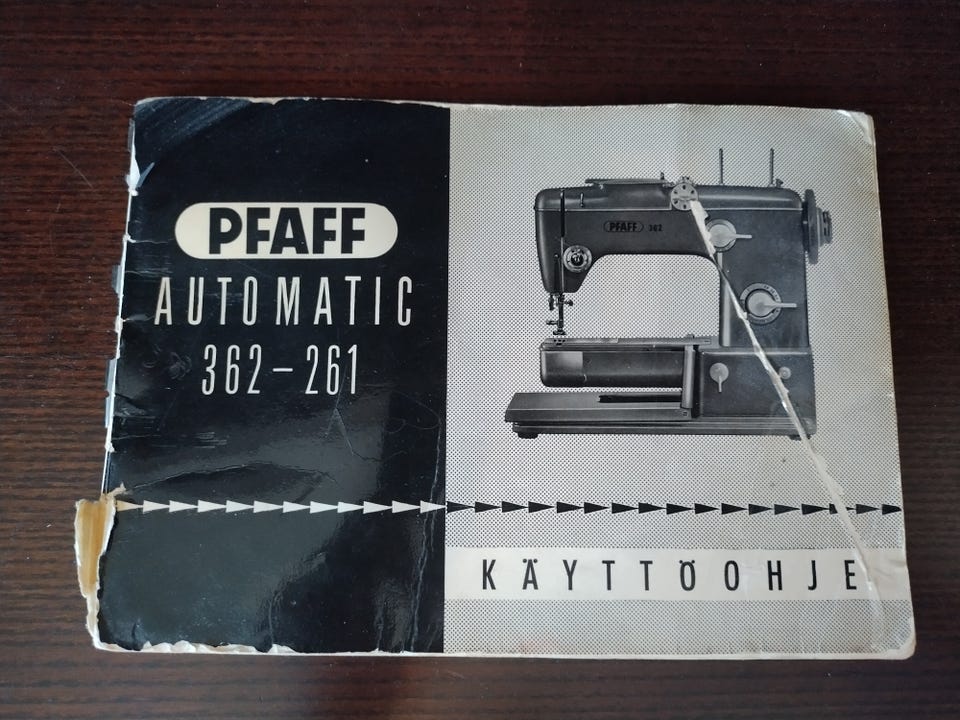 PFAFF
AUTOMATIC
362-261
PFAFF 362
KÄYTTÖOHJE